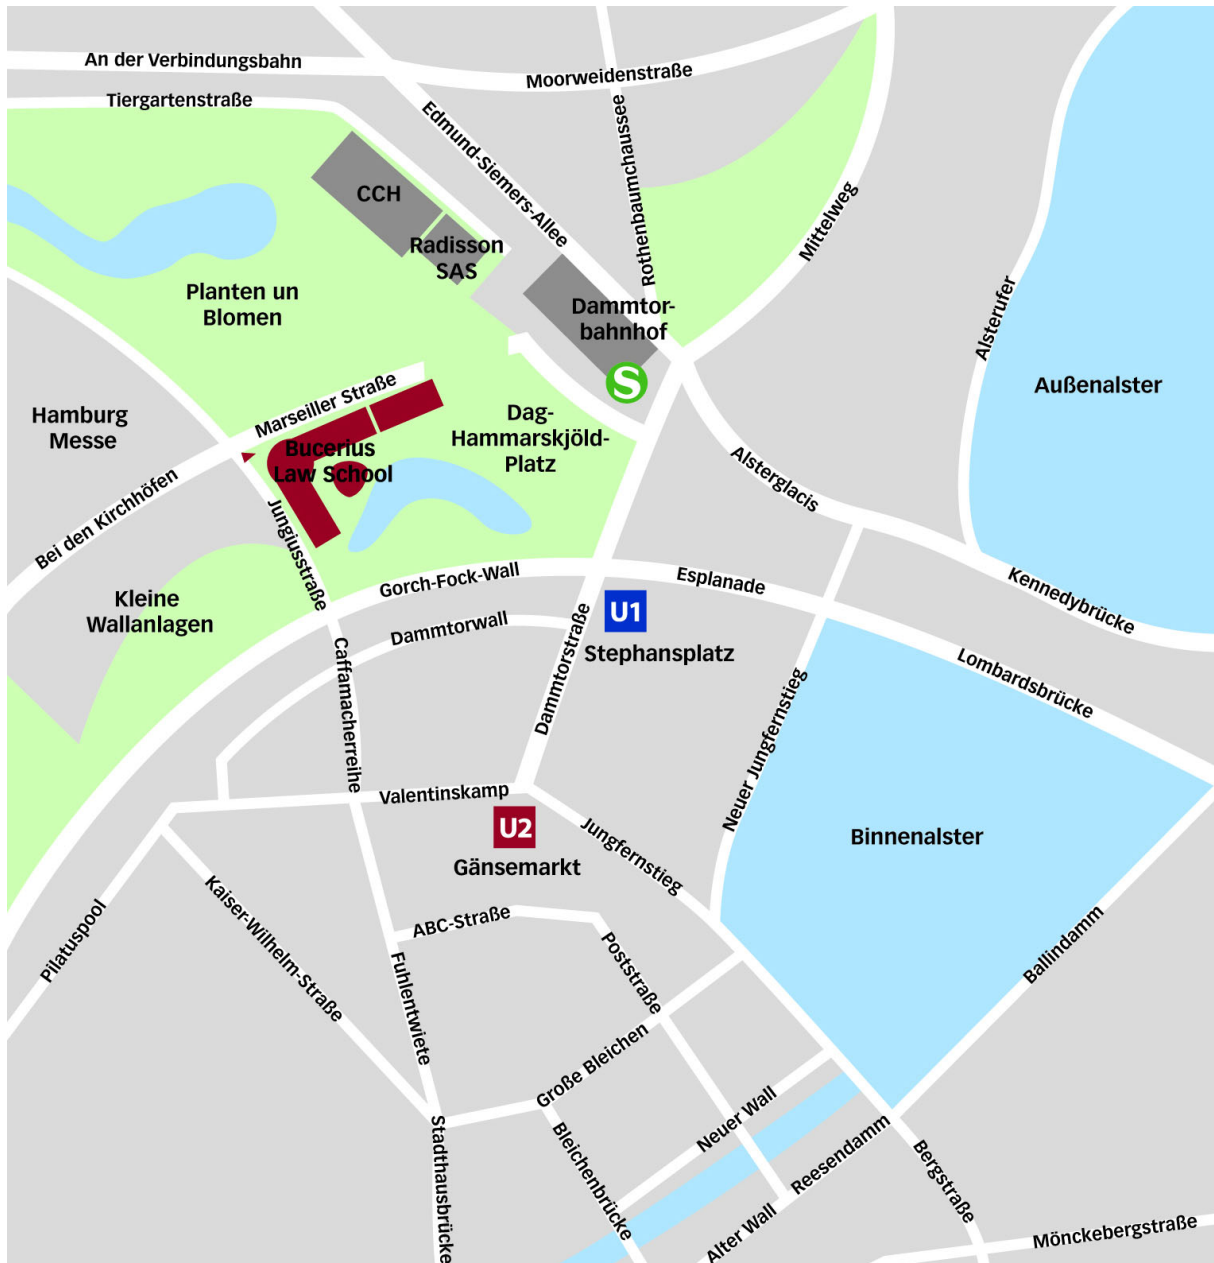 An der Verbindungsbahn
Moorweidenstraße
Tiergartenstraße
Edmund-Siemers-Allee
Rothenbaumchaussee
CCH
Mittelweg
Radisson
SAS
Alsterufer
Planten un
Blomen
Dammtor-
bahnhof
S
Außenalster
Marseiller Straße
Hamburg
Messe
Dag-
Hammarskjöld-
Platz
Bucerius
Law School
Alsterglacis
Bei den Kirchhöfen
Jungiusstraße
Gorch-Fock-Wall
Esplanade
Kennedybrücke
Kleine
Wallanlagen
U1
Stephansplatz
Dammtorwall
Dammtorstraße
Lombardsbrücke
Caffamacherreihe
Neuer Jungfernstieg
Valentinskamp
U2
Gänsemarkt
Jungfernstieg
Binnenalster
Kaiser-Wilhelm-Straße
ABC-Straße
Pilatuspool
Poststraße
Ballindamm
Fuhlentwiete
Große Bleichen
Neuer Wall
Stadthausbrücke
Bleichenbrücke
Reesendamm
Bergstraße
Alter Wall
Mönckebergstraße